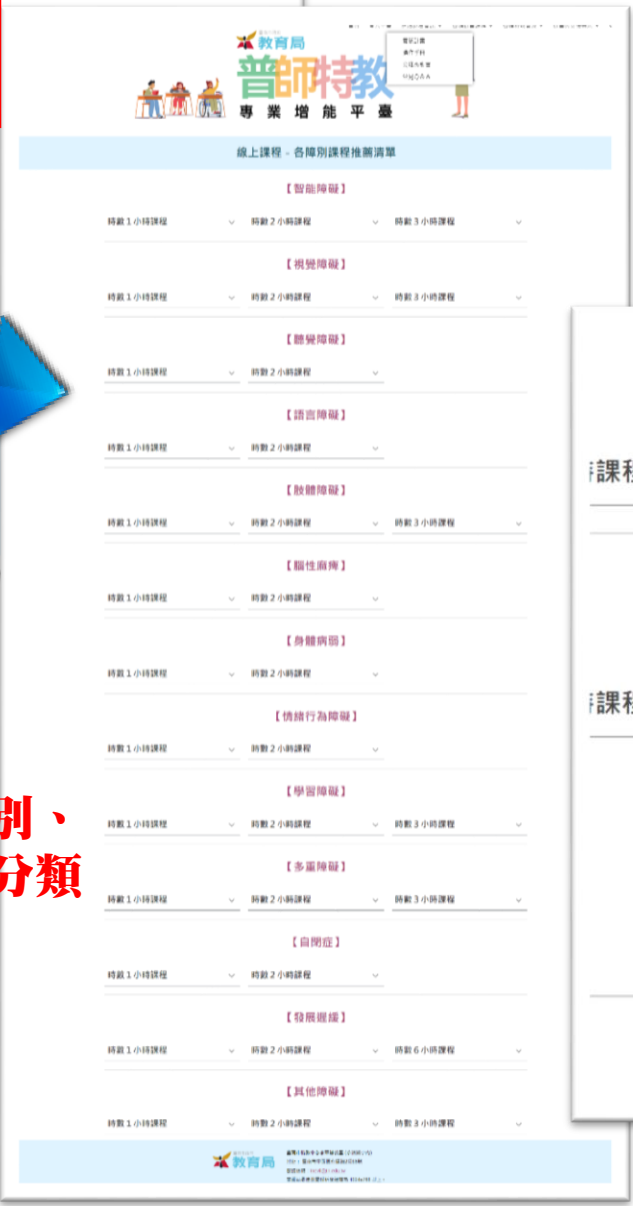 教育局
普師特教
專業增能平臺
線上課程 - 各障別課程推薦清單
【智能障礙】
時數 1 小時課程 時數 2 小時課程 時數 3 小時課程
【視覺障礙】
時數 1 小時課程 時數 2 小時課程 時數 3 小時課程
【聽覺障礙】
時數 1 小時課程 時數 2 小時課程
【語言障礙】
時數 1 小時課程 時數 2 小時課程
【肢體障礙】
時數 1 小時課程 時數 2 小時課程 時數 3 小時課程
【腦性麻痺】
時數 1 小時課程 時數 2 小時課程
【身體病弱】
時數 1 小時課程 時數 2 小時課程
【情緒行為障礙】
時數 1 小時課程 時數 2 小時課程
【學習障礙】
時數 1 小時課程 時數 2 小時課程 時數 3 小時課程
【多重障礙】
時數 1 小時課程 時數 2 小時課程 時數 3 小時課程
【自閉症】
時數 1 小時課程 時數 2 小時課程
【發展遲緩】
時數 1 小時課程 時數 2 小時課程 時數 6 小時課程
【其他障礙】
時數 1 小時課程 時數 2 小時課程 時數 3 小時課程
教育局
別、
分類
課程
課程